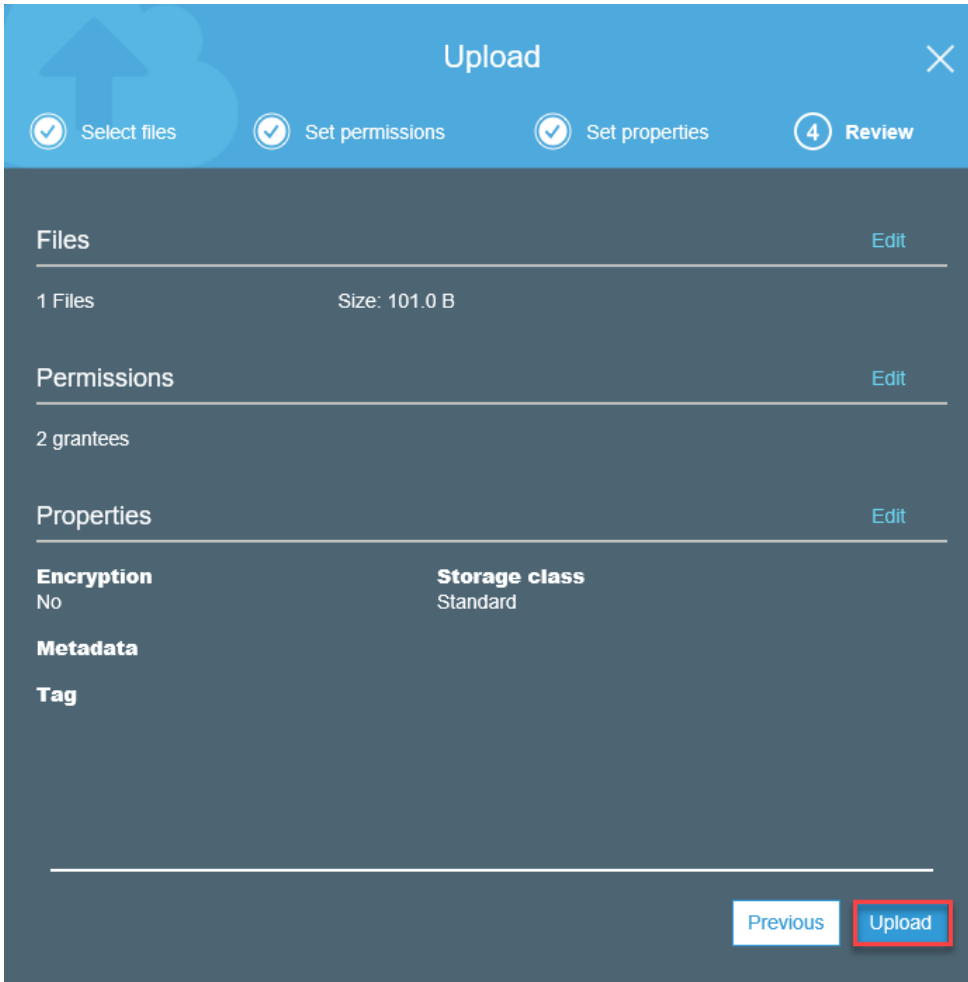 Upload
Select files Set permissions Set properties 4 Review
Files Edit
1 Files Size: 101.0 B
Permissions Edit
2 grantees
Properties Edit
Encryption Storage class
No Standard
Metadata
Tag
Previous Upload